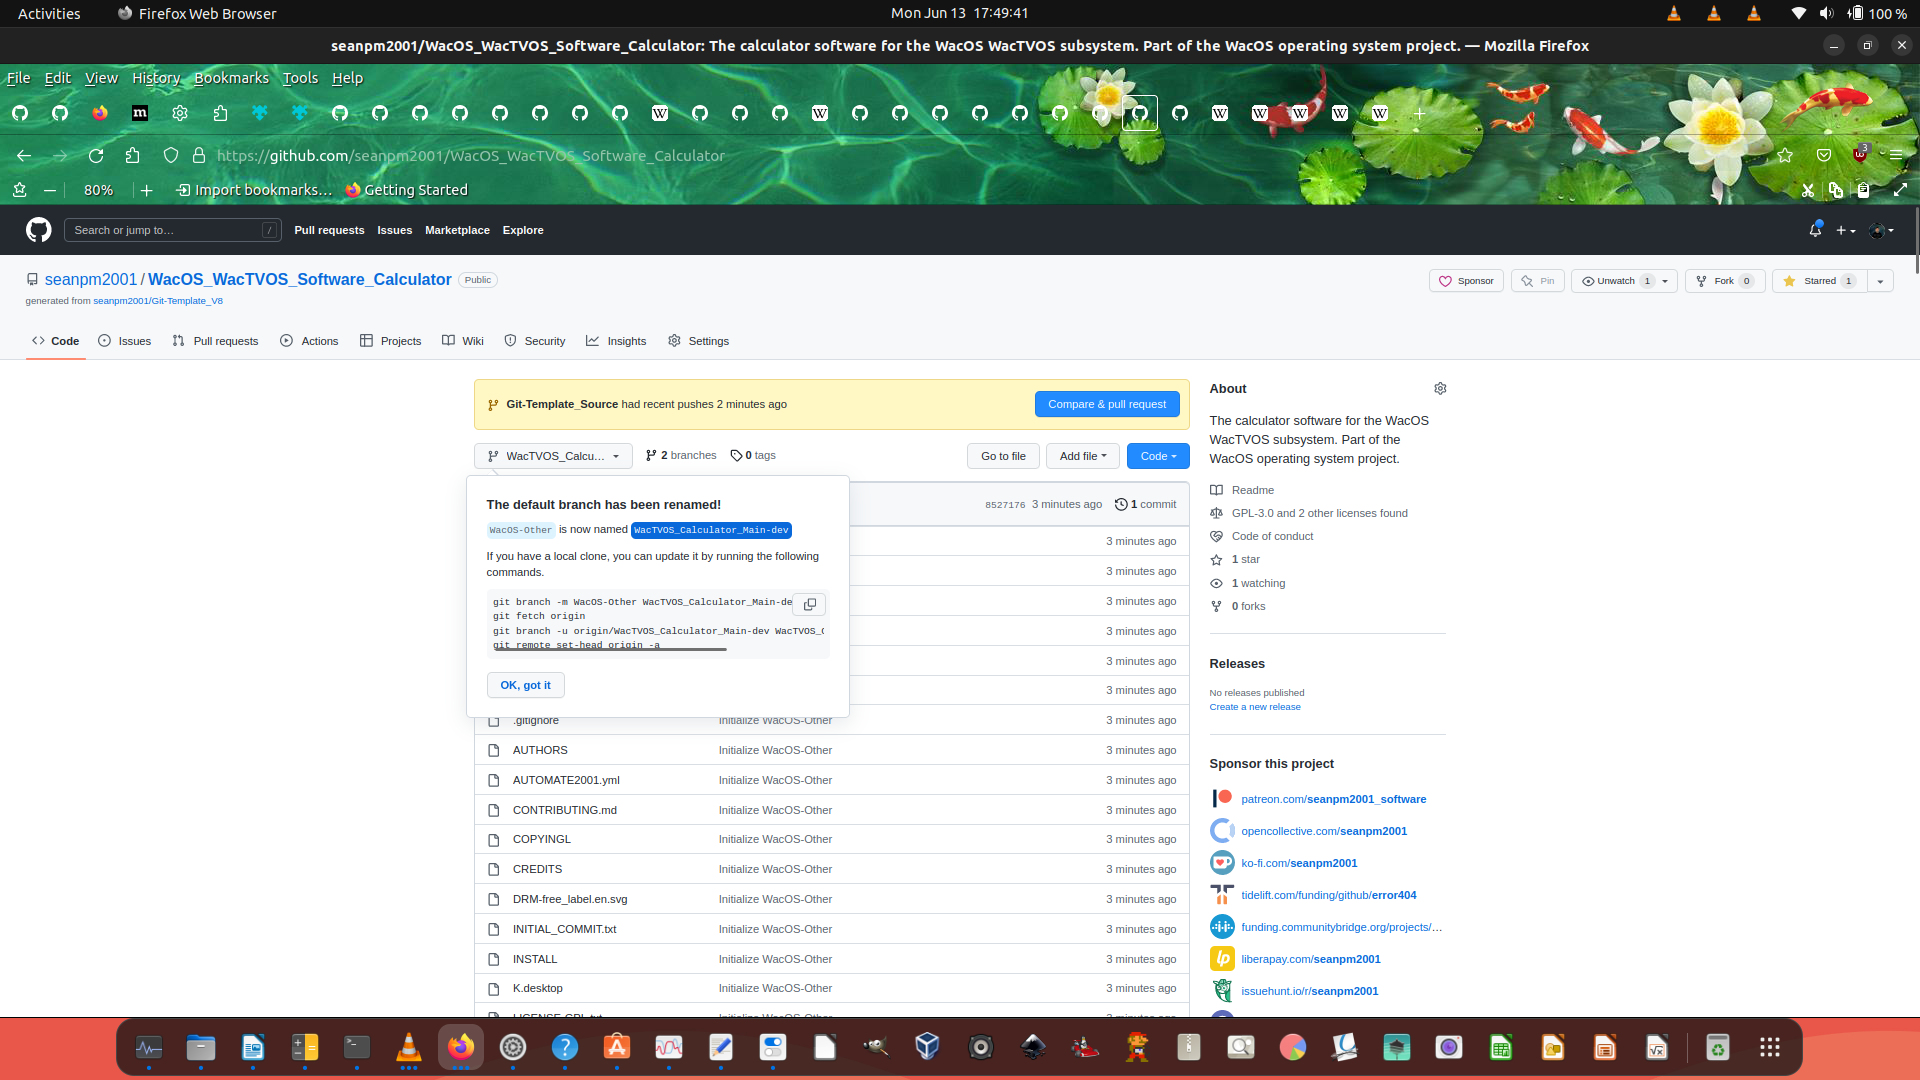 Activities
Firefox Web Browser
Mon Jun 13 17:49:41
100 %
seanpm2001/WacOS_WacTVOS_Software_Calculator: The calculator software for the WacOS WacTVOS subsystem. Part of the WacOS operating system project. — Mozilla Firefox
File Edit View History Bookmarks Tools Help
https://github.com/seanpm2001/WacOS_WacTVOS_Software_Calculator
3
80%
Import bookmarks…
Getting Started
Search or jump to…
/
Pull requests
Issues
Marketplace
Explore
seanpm2001 / WacOS_WacTVOS_Software_Calculator
Public
Sponsor
Pin
Unwatch 1
Fork 0
Starred 1
generated from seanpm2001/Git-Template_V8
Code
Issues
Pull requests
Actions
Projects
Wiki
Security
Insights
Settings
Git-Template_Source had recent pushes 2 minutes ago
Compare & pull request
WacTVOS_Calcu...
2 branches
0 tags
Go to file
Add file
Code
The default branch has been renamed!
WacOS-Other is now named WacTVOS_Calculator_Main-dev
If you have a local clone, you can update it by running the following
commands.
git branch -m WacOS-Other WacTVOS_Calculator_Main-de
git fetch origin
git branch -u origin/WacTVOS_Calculator_Main-dev WacTVOS_C
git remote set-head origin -a
OK, got it
8527176 3 minutes ago
1 commit
3 minutes ago
3 minutes ago
3 minutes ago
3 minutes ago
3 minutes ago
3 minutes ago
.gitignore Initialize WacOS-Other 3 minutes ago
AUTHORS Initialize WacOS-Other 3 minutes ago
AUTOMATE2001.yml Initialize WacOS-Other 3 minutes ago
CONTRIBUTING.md Initialize WacOS-Other 3 minutes ago
COPYINGL Initialize WacOS-Other 3 minutes ago
CREDITS Initialize WacOS-Other 3 minutes ago
DRM-free_label.en.svg Initialize WacOS-Other 3 minutes ago
INITIAL_COMMIT.txt Initialize WacOS-Other 3 minutes ago
INSTALL Initialize WacOS-Other 3 minutes ago
K.desktop Initialize WacOS-Other 3 minutes ago
LICENSE-GPL.txt Initialize WacOS-Other 3 minutes ago
About
The calculator software for the WacOS
WacTVOS subsystem. Part of the
WacOS operating system project.
Readme
GPL-3.0 and 2 other licenses found
Code of conduct
1 star
1 watching
0 forks
Releases
No releases published
Create a new release
Sponsor this project
patreon.com/seanpm2001_software
opencollective.com/seanpm2001
ko-fi.com/seanpm2001
tidelift.com/funding/github/error404
funding.communitybridge.org/projects/...
liberapay.com/seanpm2001
issuehunt.io/r/seanpm2001